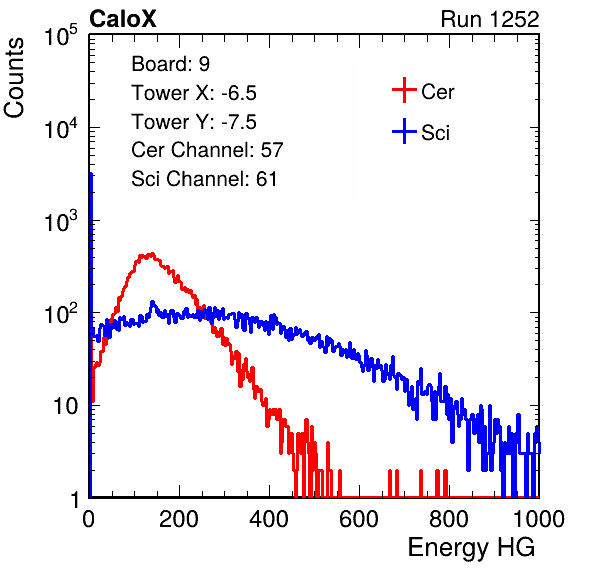 CaloX Run 1252
Counts
10^5
10^4
10^3
10^2
10
1
Board: 9
Tower X: -6.5
Tower Y: -7.5
Cer Channel: 57
Sci Channel: 61
Cer
Sci
0 200 400 600 800 1000
Energy HG